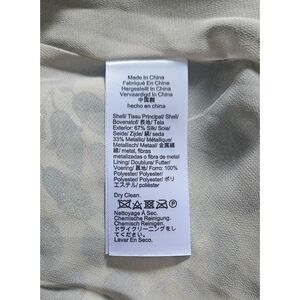 Made In China
Fabriqué En China
Hergestellt In China
Vervaardigd In China
中国製
hecho en china
Shell/ Tissu Principal/ Shell/
Bovenstof/ 表地/ Tela
Exterior: 67% Silk/ Soie/
Seide/ Zijde/ 絹/ seda
33% Metallic/ Métallique/
Metallisch/ Metaal/ 金属繊
維/ metal, fibras
metalizadas o fibra de metal
Lining/ Doublure/ Futter/
Voering/ 裏地/ Forro: 100%
Polyester/ Polyester/
Polyester/ Polyester/ ポリ
エステル/ poliéster
Dry Clean.
Nettoyage À Sec.
Chemische Reinigung.
Chemisch Reinigen.
ドライクリーニングをし
てください。
Lavar En Seco.